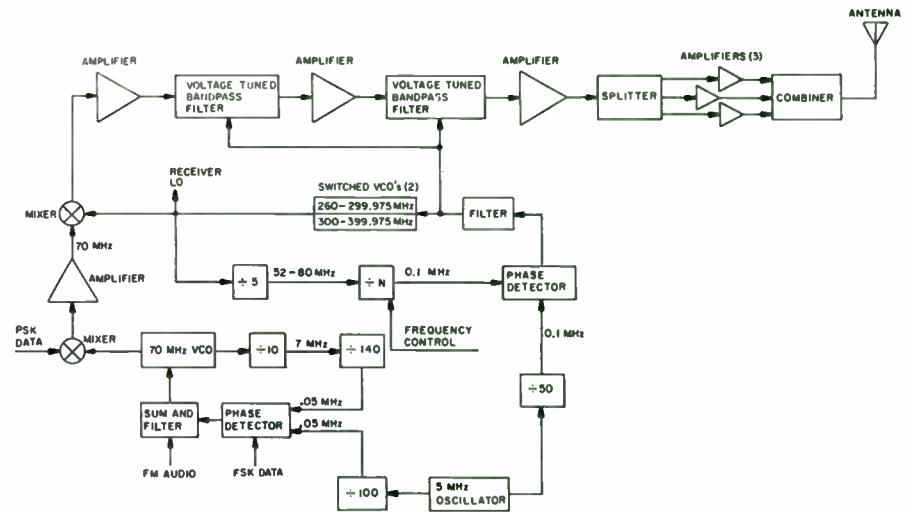 ANTENNA
AMPLIFIER
AMPLIFIER
AMPLIFIER
AMPLIFIERS (3)
VOLTAGE TUNED
BANDPASS
FILTER
VOLTAGE TUNED
BANDPASS
FILTER
SPLITTER
COMBINER
RECEIVER
LO
SWITCHED VCO's (2)
260-299.975 MHz
300-399.975 MHz
FILTER
MIXER
70 MHz
AMPLIFIER
÷ 5
52-80 MHz
÷ N
0.1 MHz
PHASE
DETECTOR
FREQUENCY
CONTROL
0.1 MHz
PSK
DATA
MIXER
70 MHz VCO
÷10
7 MHz
÷ 140
÷ 50
.05 MHz
SUM AND
FILTER
PHASE
DETECTOR
.05 MHz
FM AUDIO
FSK DATA
÷ 100
5 MHz
OSCILLATOR